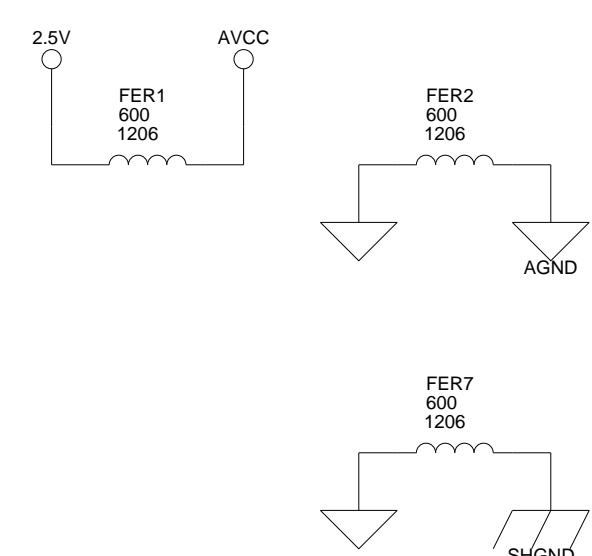 2.5V
AVCC
FER1
600
1206
FER2
600
1206
AGND
FER7
600
1206
SHGND